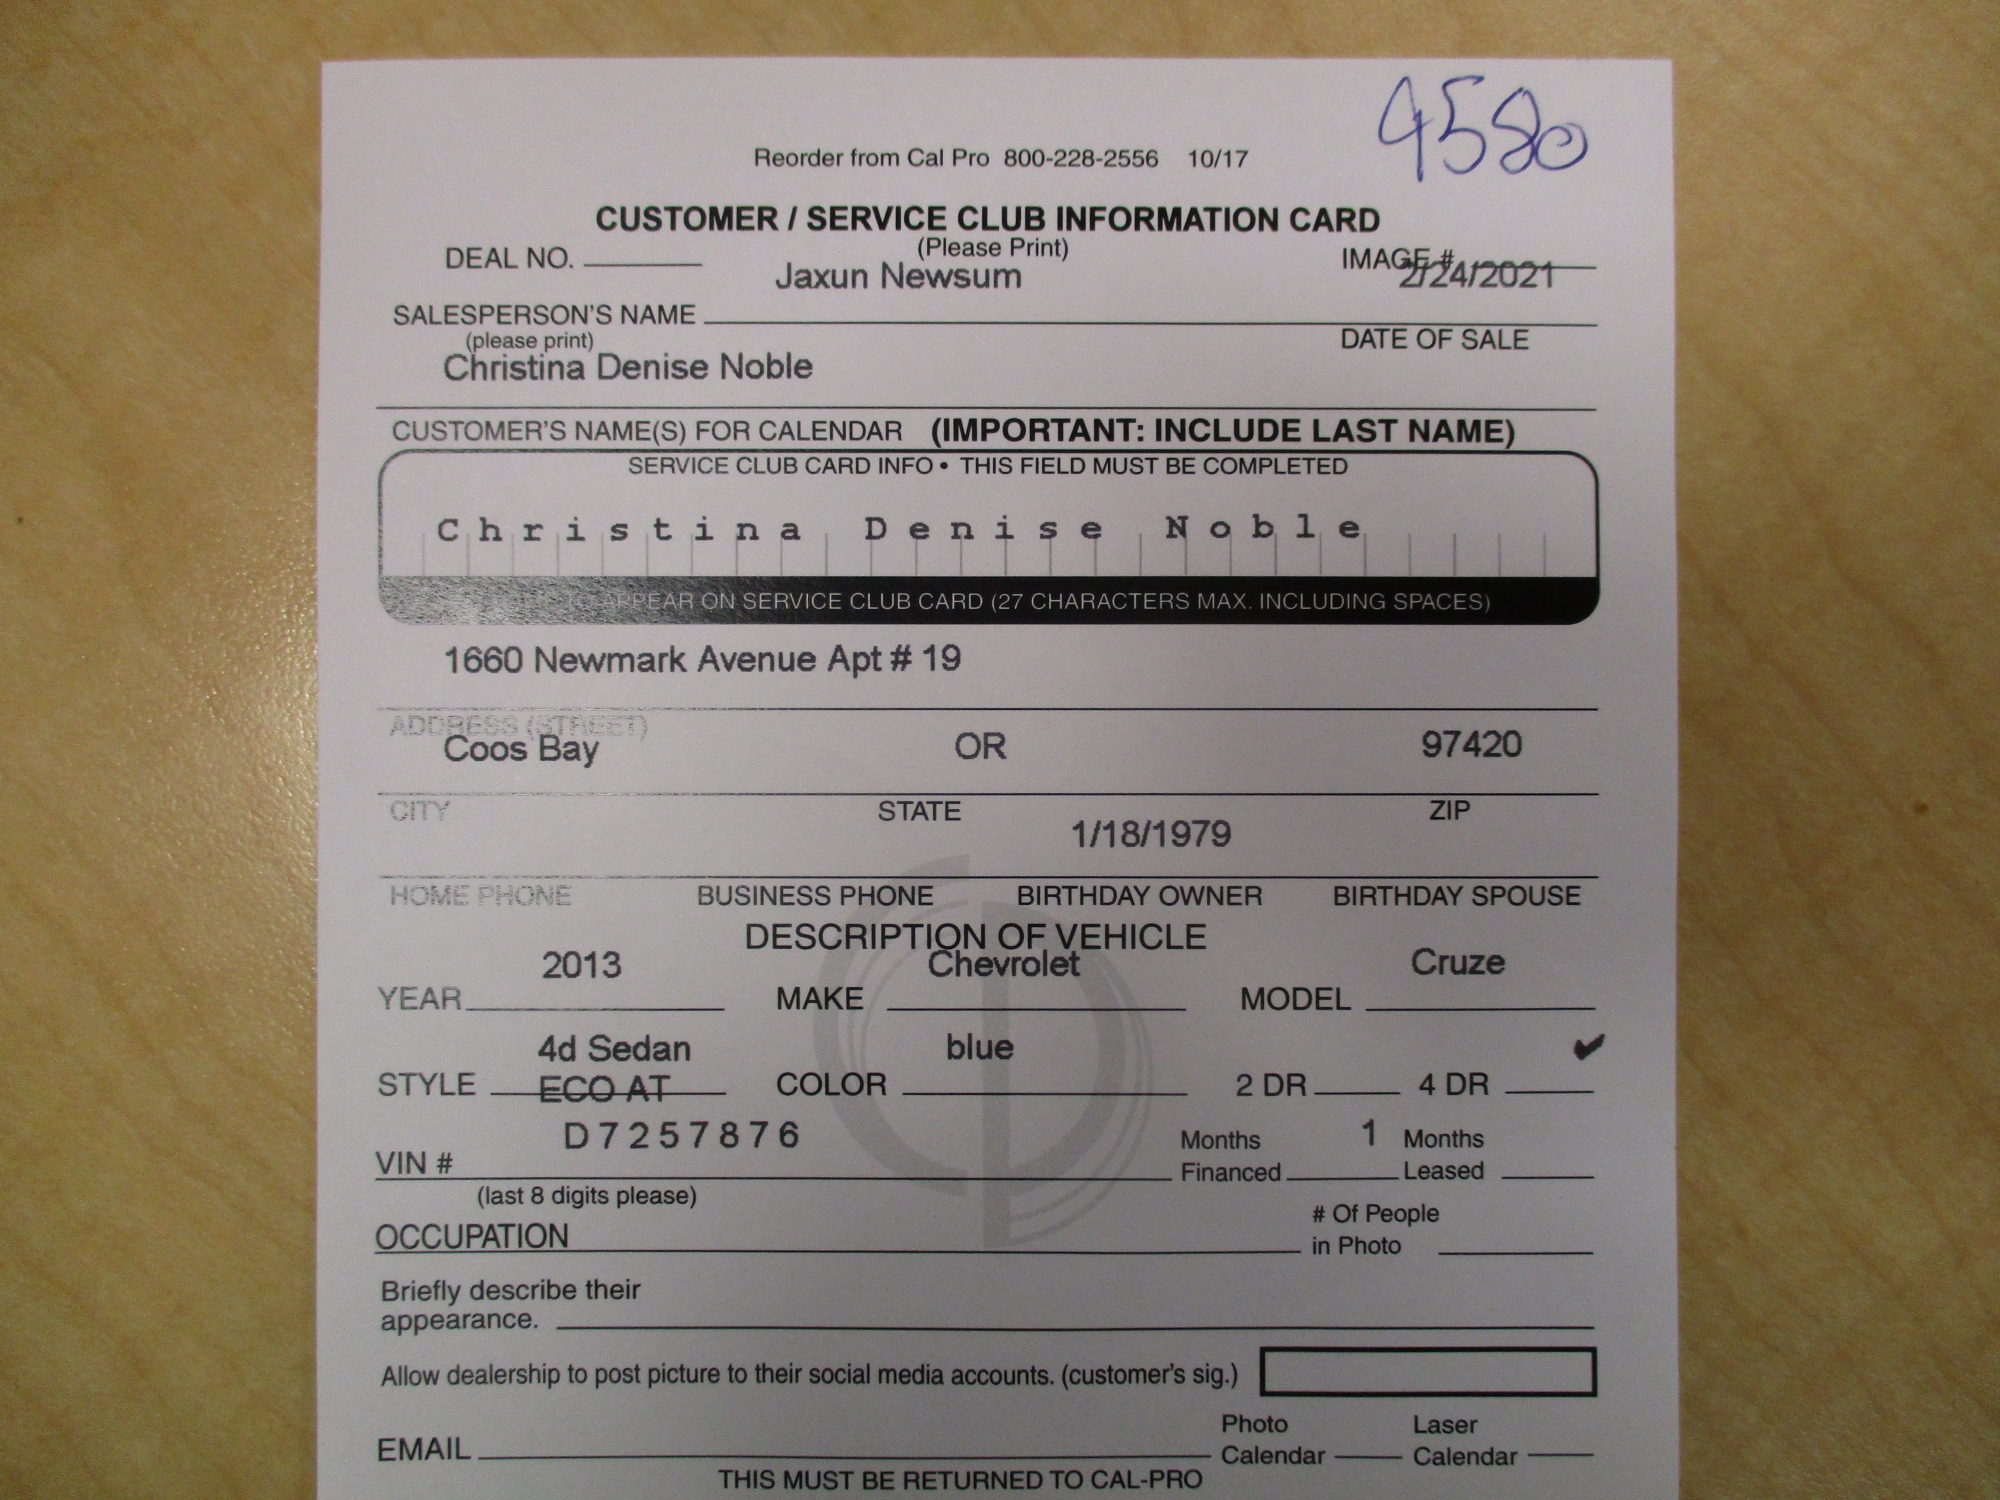 4580
Reorder from Cal Pro 800-228-2556 10/17
CUSTOMER / SERVICE CLUB INFORMATION CARD
(Please Print)
DEAL NO. IMAGE #
Jaxun Newsum 2/24/2021
SALESPERSON'S NAME
(please print) DATE OF SALE
Christina Denise Noble
CUSTOMER'S NAME(S) FOR CALENDAR (IMPORTANT: INCLUDE LAST NAME)
SERVICE CLUB CARD INFO • THIS FIELD MUST BE COMPLETED
Christina Denise Noble
TO APPEAR ON SERVICE CLUB CARD (27 CHARACTERS MAX. INCLUDING SPACES)
1660 Newmark Avenue Apt # 19
ADDRESS (STREET)
Coos Bay OR 97420
CITY STATE ZIP
1/18/1979
HOME PHONE BUSINESS PHONE BIRTHDAY OWNER BIRTHDAY SPOUSE
DESCRIPTION OF VEHICLE
2013 Chevrolet Cruze
YEAR MAKE MODEL
4d Sedan blue ✔
STYLE ECO AT COLOR 2 DR 4 DR
D7257876 Months 1 Months
VIN # Financed Leased
(last 8 digits please)
OCCUPATION # Of People
in Photo
Briefly describe their
appearance.
Allow dealership to post picture to their social media accounts. (customer's sig.)
Photo Laser
EMAIL Calendar Calendar
THIS MUST BE RETURNED TO CAL-PRO